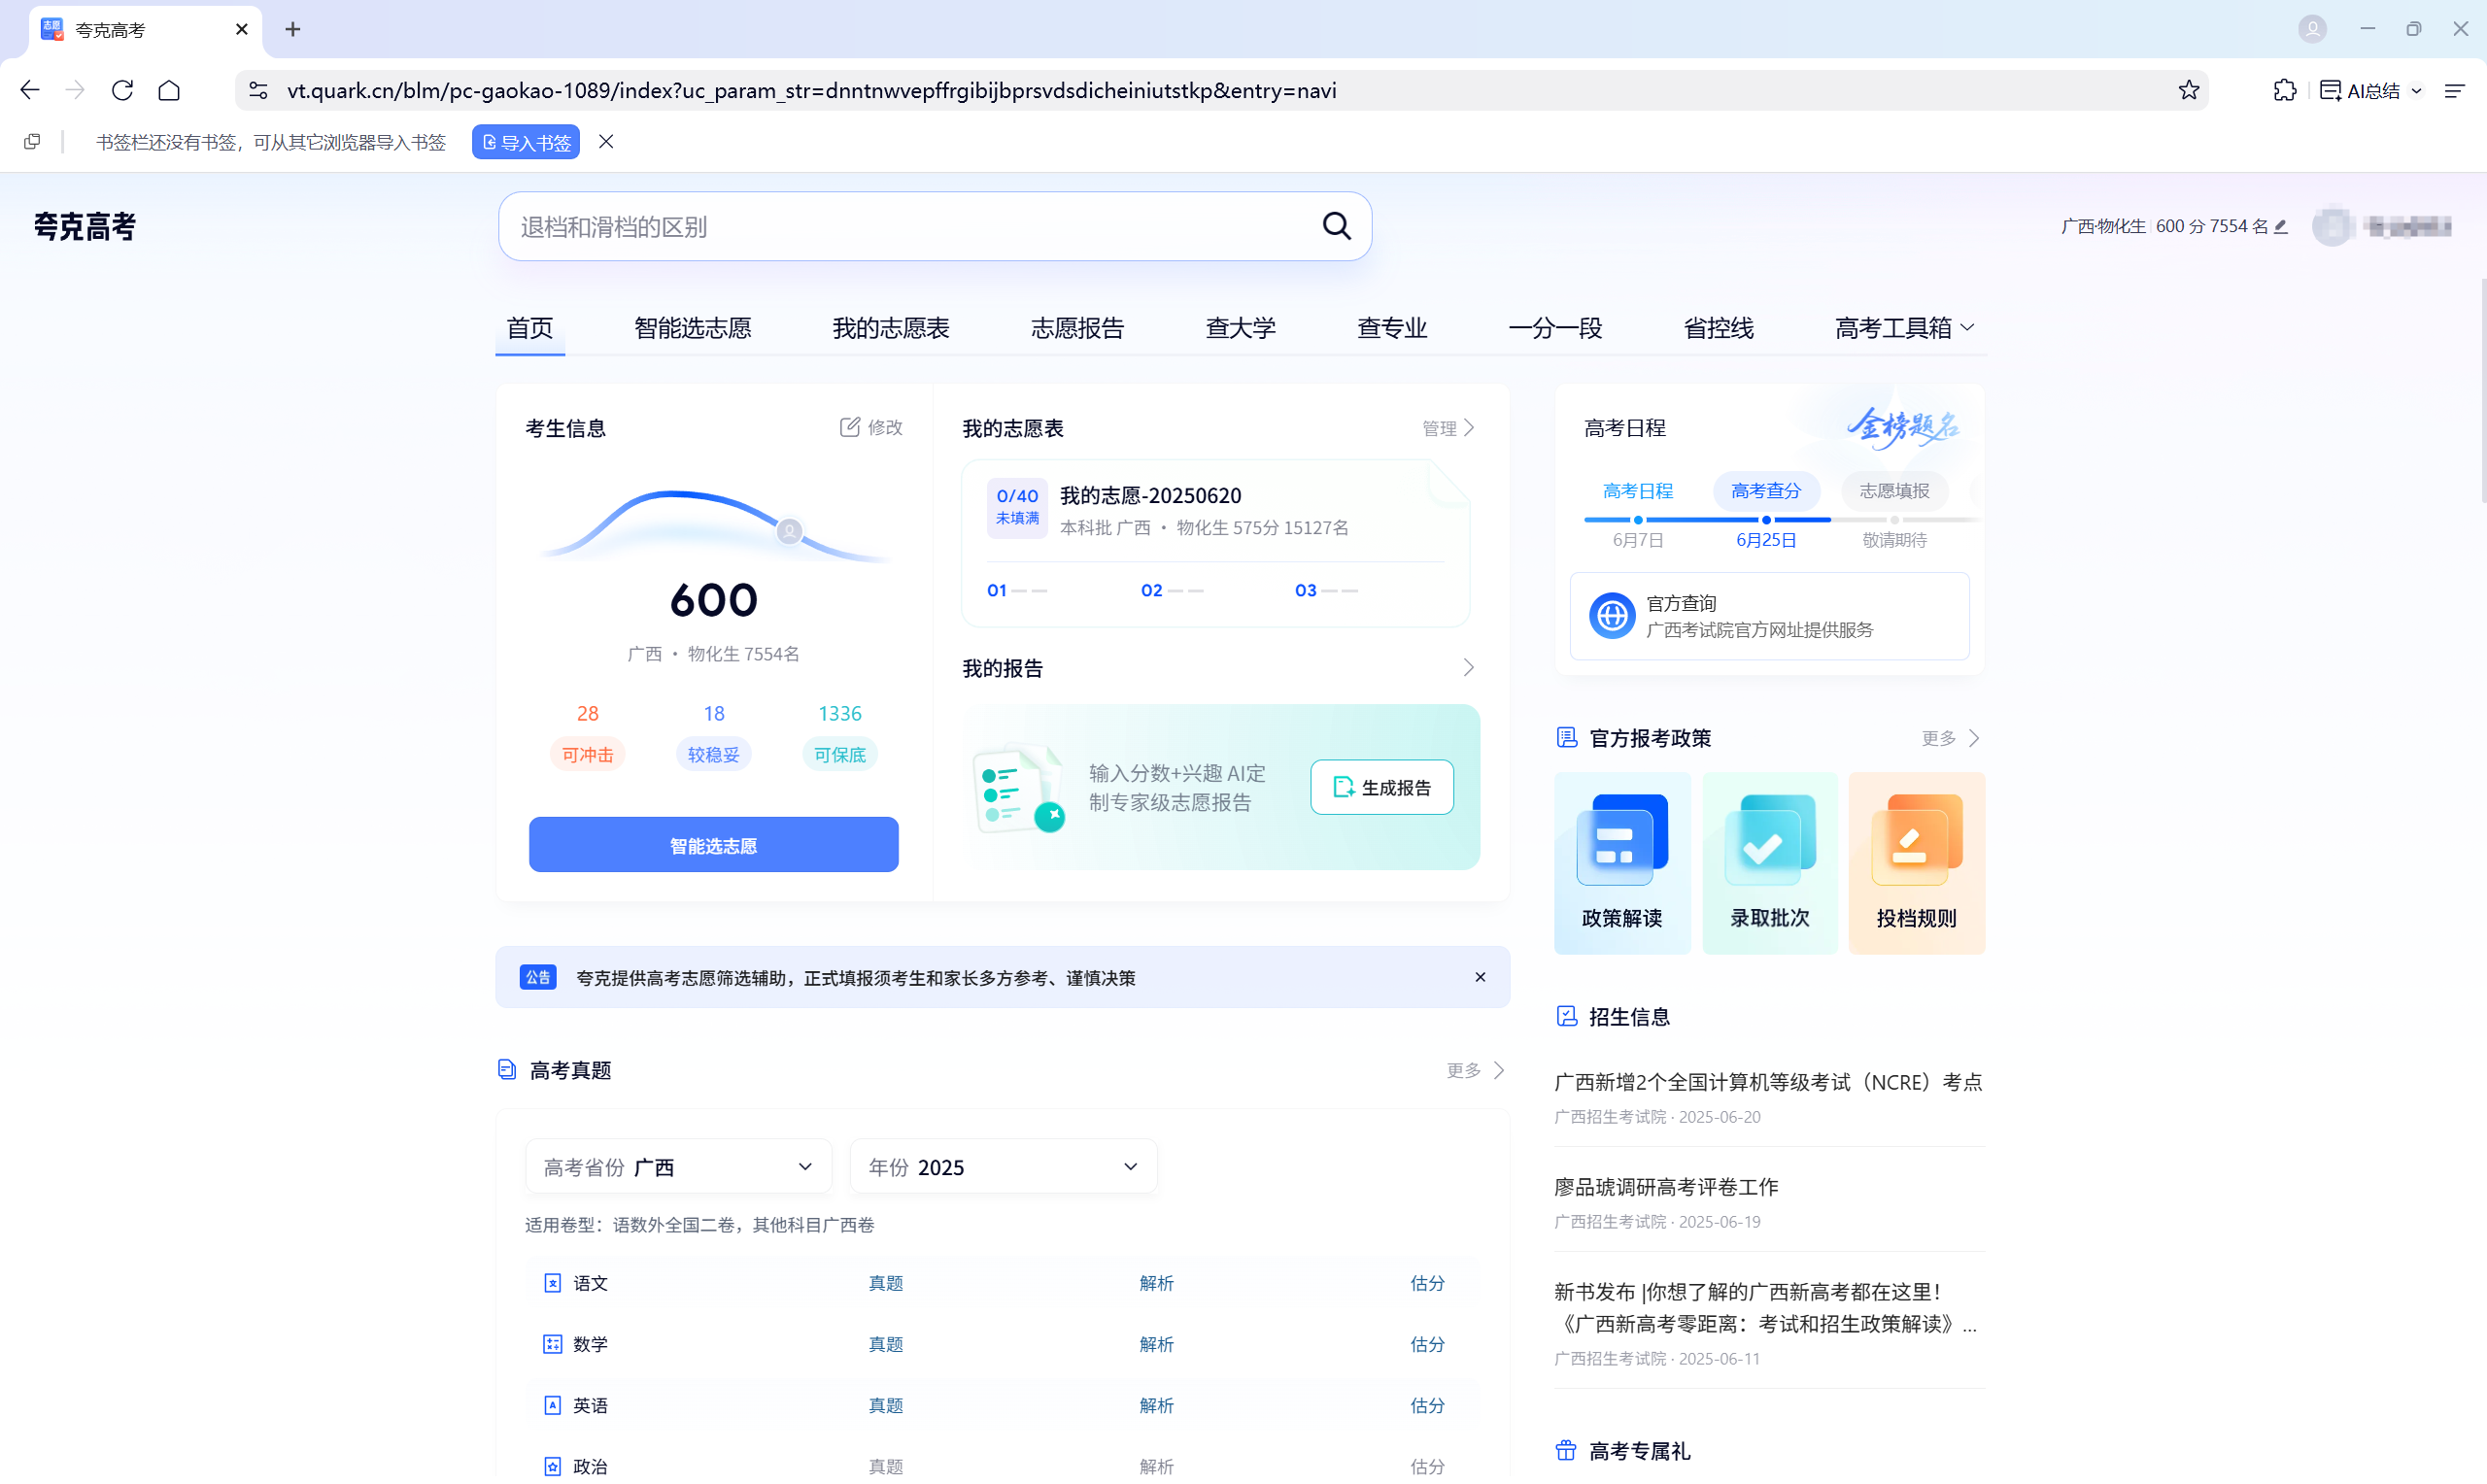 夸克高考
vt.quark.cn/blm/pc-gaokao-1089/index?uc_param_str=dnntnwvepffrgibijbprsvdsdicheiniutstkp&entry=navi
AI总结
书签栏还没有书签，可从其它浏览器导入书签
导入书签
夸克高考
退档和滑档的区别
广西·物化生 600 分 7554 名
首页 智能选志愿 我的志愿表 志愿报告 查大学 查专业 一分一段 省控线 高考工具箱
考生信息
修改
600
广西 · 物化生 7554名
28 18 1336
可冲击 较稳妥 可保底
智能选志愿
我的志愿表
管理
0/40
未填满
我的志愿-20250620
本科批 广西 · 物化生 575分 15127名
01 02 03
我的报告
输入分数+兴趣 AI定
制专家级志愿报告
生成报告
高考日程
金榜题名
高考日程 高考查分 志愿填报
6月7日 6月25日 敬请期待
官方查询
广西考试院官方网址提供服务
官方报考政策
更多
政策解读 录取批次 投档规则
公告
夸克提供高考志愿筛选辅助，正式填报须考生和家长多方参考、谨慎决策
高考真题
更多
高考省份 广西
年份 2025
适用卷型：语数外全国二卷，其他科目广西卷
语文 真题 解析 估分
数学 真题 解析 估分
英语 真题 解析 估分
政治 真题 解析 估分
招生信息
广西新增2个全国计算机等级考试（NCRE）考点
广西招生考试院 · 2025-06-20
廖品琥调研高考评卷工作
广西招生考试院 · 2025-06-19
新书发布 |你想了解的广西新高考都在这里！
《广西新高考零距离：考试和招生政策解读》...
广西招生考试院 · 2025-06-11
高考专属礼